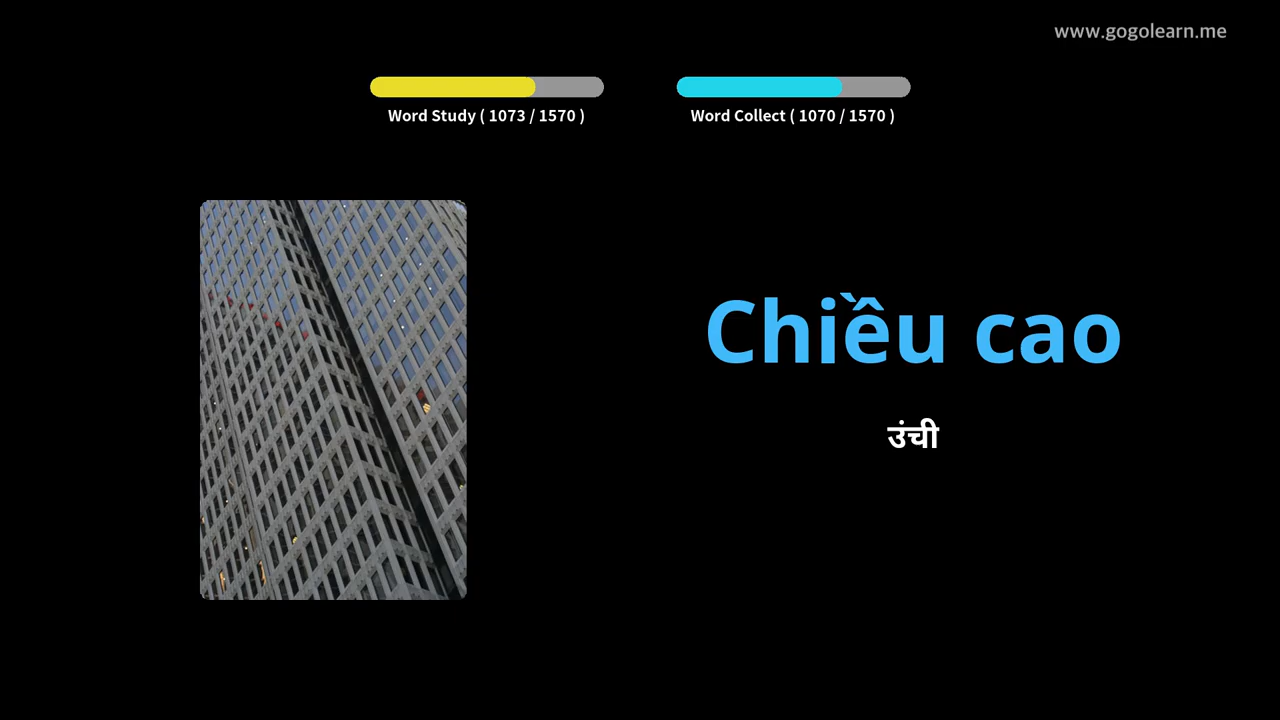 www.gogolearn.me
Word Study ( 1073 / 1570 )
Word Collect ( 1070 / 1570 )
Chiều cao
उंची